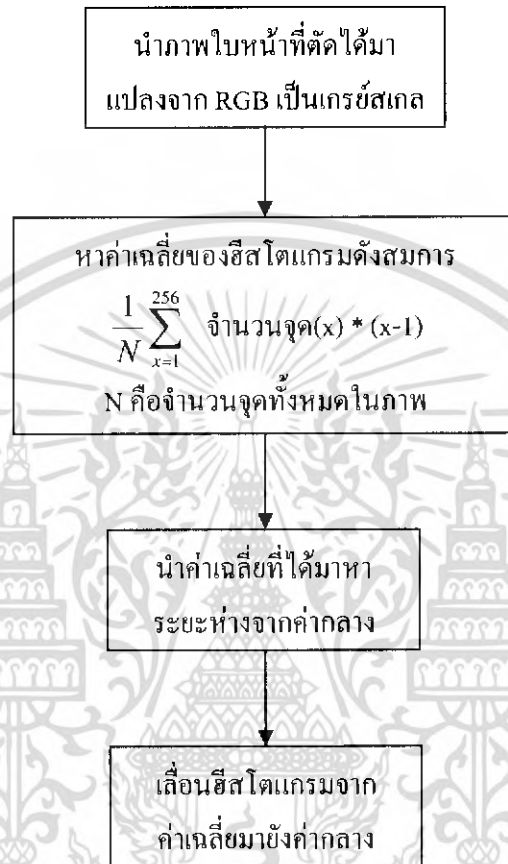 นำภาพใบหน้าที่ตัดได้มา
แปลงจาก RGB เป็นเกรย์สเกล
หาค่าเฉลี่ยของฮีสโตแกรมดังสมการ
$\frac{1}{N}\sum_{x=1}^{256}$ จำนวนจุด(x) * (x-1)
N คือจำนวนจุดทั้งหมดในภาพ
นำค่าเฉลี่ยที่ได้มาหา
ระยะห่างจากค่ากลาง
เลื่อนฮีสโตแกรมจาก
ค่าเฉลี่ยมายังค่ากลาง